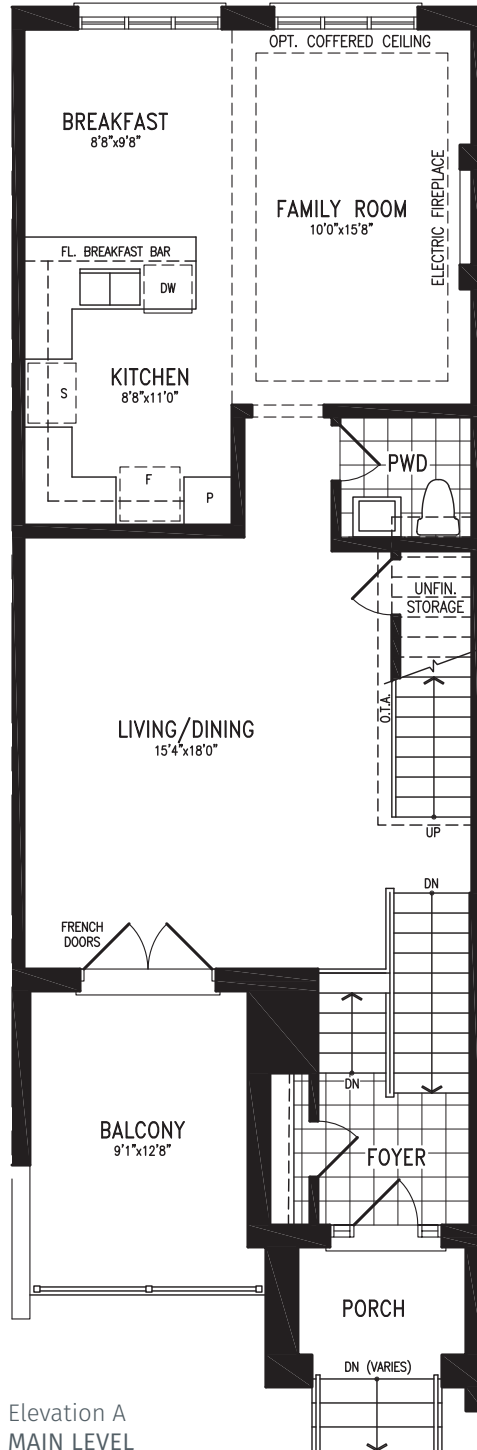 OPT. COFFERED CEILING
BREAKFAST
8'8"x9'8"
FAMILY ROOM
10'0"x15'8"
ELECTRIC FIREPLACE
FL. BREAKFAST BAR
DW
KITCHEN
8'8"x11'0"
S
F
P
PWD
UNFIN.
STORAGE
O.T.A.
LIVING/DINING
15'4"x18'0"
UP
DN
FRENCH
DOORS
DN
BALCONY
9'1"x12'8"
FOYER
PORCH
DN (VARIES)
Elevation A
MAIN LEVEL